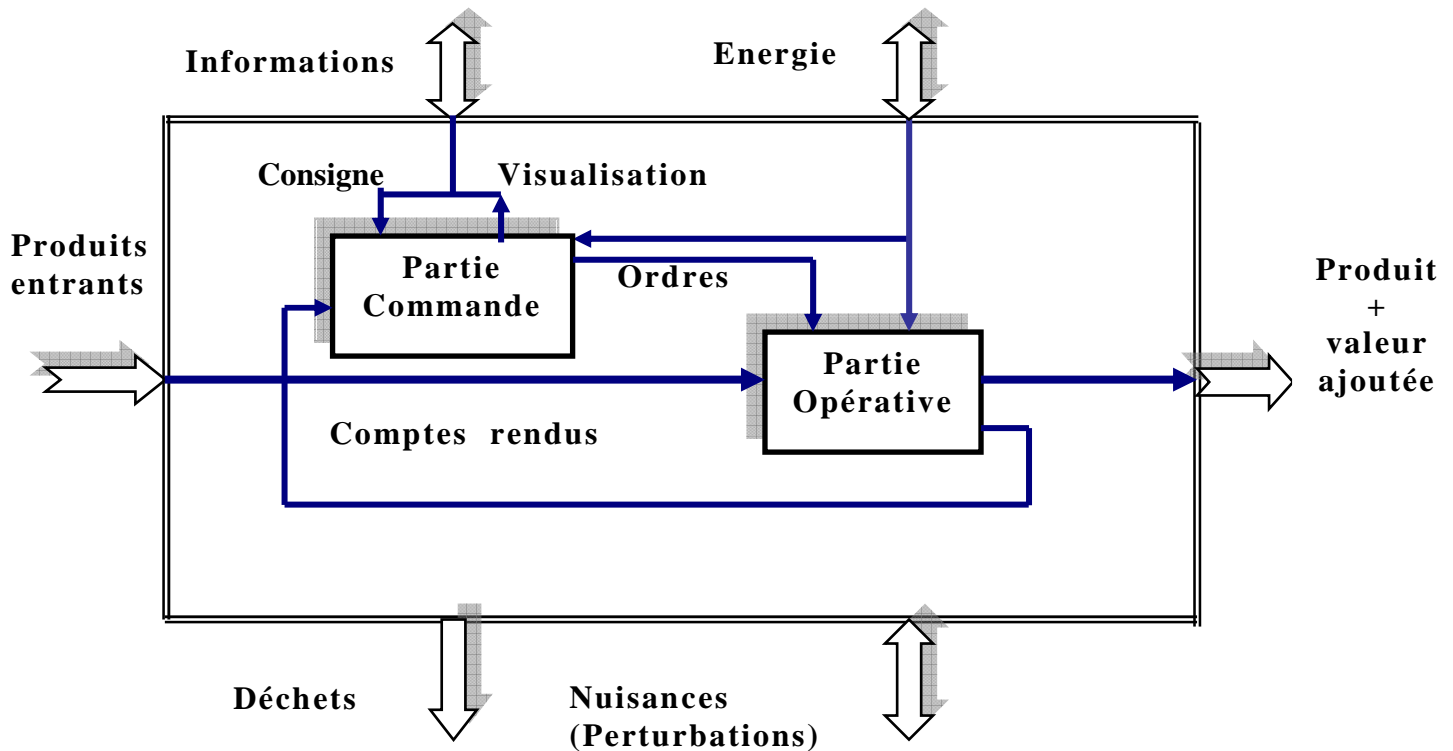 Informations
Energie
Consigne
Visualisation
Produits
entrants
Partie
Commande
Ordres
Produit
+
valeur
ajoutée
Partie
Opérative
Comptes rendus
Déchets
Nuisances
(Perturbations)